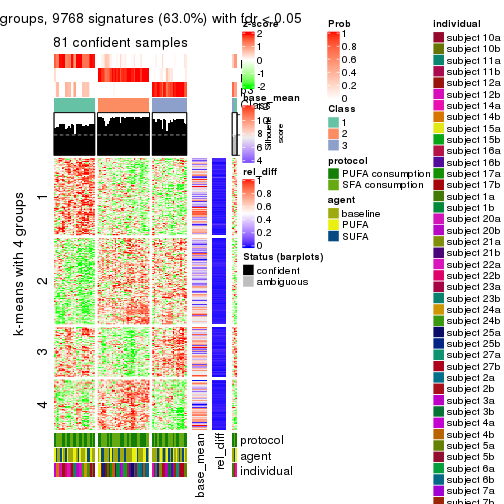 groups, 9768 signatures (63.0%) with fdr < 0.05
81 confident samples
k-means with 4 groups
1
2
3
4
protocol
agent
individual
base_mean
rel_diff
z-score
2
1
0
-1
-2
base_mean
Silhouette
score
rel_diff
1
0.8
0.6
0.4
0.2
0
Status (barplots)
confident
ambiguous
Prob
1
0.8
0.6
0.4
0.2
0
Class
1
2
3
protocol
PUFA consumption
SFA consumption
agent
baseline
PUFA
SUFA
individual
subject 10a
subject 10b
subject 11a
subject 11b
subject 12a
subject 12b
subject 14a
subject 14b
subject 15a
subject 15b
subject 16a
subject 16b
subject 17a
subject 17b
subject 1a
subject 1b
subject 20a
subject 20b
subject 21a
subject 21b
subject 22a
subject 22b
subject 23a
subject 23b
subject 24a
subject 24b
subject 25a
subject 25b
subject 27a
subject 27b
subject 2a
subject 2b
subject 3a
subject 3b
subject 4a
subject 4b
subject 5a
subject 5b
subject 6a
subject 6b
subject 7a
subject 7b